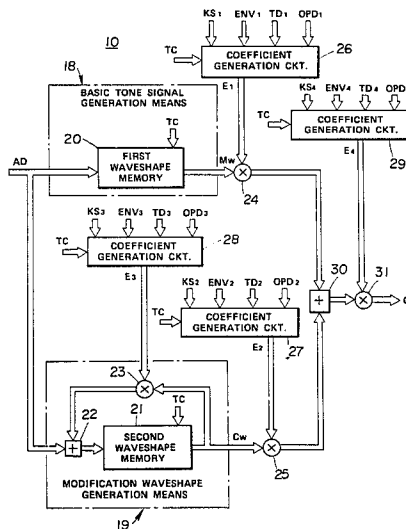 KS1 ENV1 TD1 OPD1
10
TC
COEFFICIENT GENERATION CKT.
26
18
E1
KS4 ENV4 TD4 OPD
BASIC TONE SIGNAL GENERATION MEANS
TC
COEFFICIENT GENERATION
29
20
TC
E4
AD
FIRST WAVESHAPE MEMORY
Mw
24
KS3 ENV3 TD3 OPD3
28
TC
COEFFICIENT GENERATION CKT.
30
31
E3
KS2 ENV2 TD2 OPD2
TC
COEFFICIENT GENERATION CKT.
27
E2
23
21
TC
22
SECOND WAVESHAPE MEMORY
Cw
25
MODIFICATION WAVESHAPE GENERATION MEANS
19